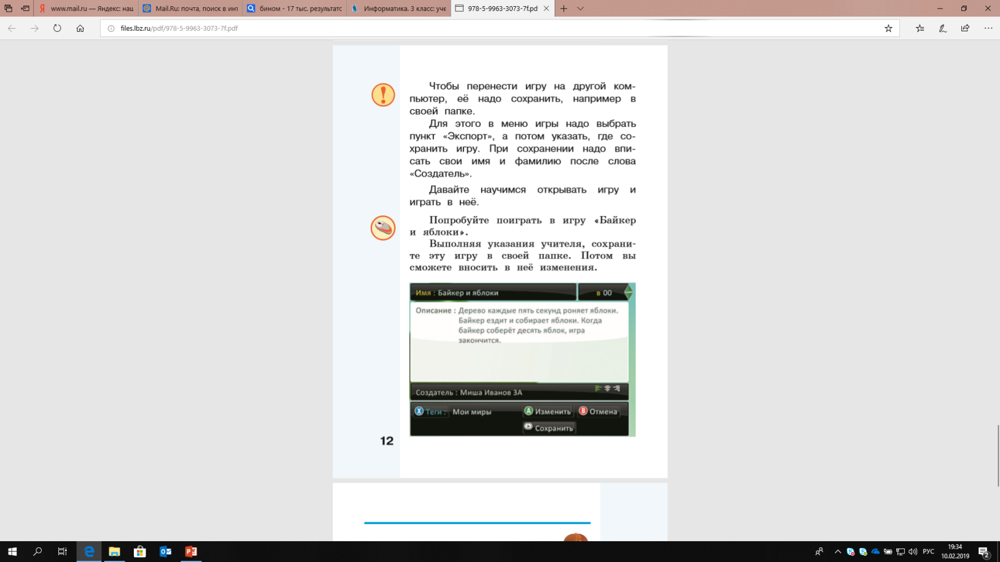 www.mail.ru — Яндекс: наш
Mail.Ru: почта, поиск в инт
бином - 17 тыс. результатс
Информатика. 3 класс: уче
978-5-9963-3073-7f.pd
files.lbz.ru/pdf/978-5-9963-3073-7f.pdf
Чтобы перенести игру на другой ком-
пьютер, её надо сохранить, например в
своей папке.
Для этого в меню игры надо выбрать
пункт «Экспорт», а потом указать, где со-
хранить игру. При сохранении надо впи-
сать свои имя и фамилию после слова
«Создатель».
Давайте научимся открывать игру и
играть в неё.
Попробуйте поиграть в игру «Байкер
и яблоки».
Выполняя указания учителя, сохрани-
те эту игру в своей папке. Потом вы
сможете вносить в неё изменения.
Имя : Байкер и яблоки
в 00
Описание : Дерево каждые пять секунд роняет яблоки.
Байкер ездит и собирает яблоки. Когда
байкер соберёт десять яблок, игра
закончится.
Создатель : Миша Иванов 3А
X Теги : Мои миры
A Изменить
B Отмена
Сохранить
12
РУС
19:34
10.02.2019
2